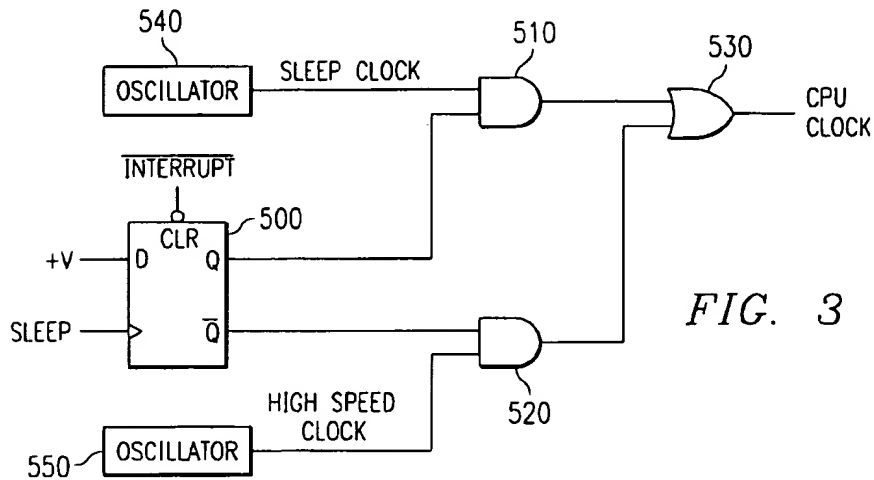 540
OSCILLATOR
SLEEP CLOCK
510
530
CPU
CLOCK
INTERRUPT
500
CLR
+V
D
Q
SLEEP
Q
FIG. 3
520
HIGH SPEED
CLOCK
550
OSCILLATOR